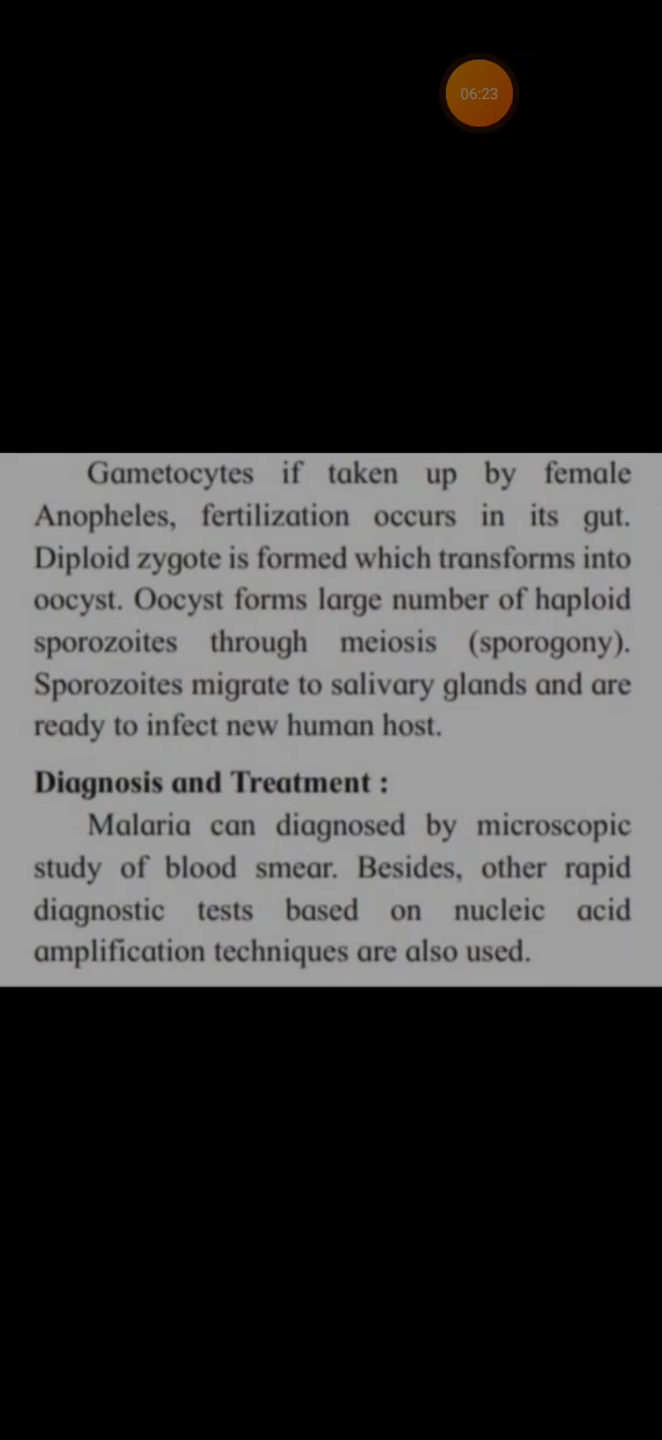 06:23
Gametocytes if taken up by female
Anopheles, fertilization occurs in its gut.
Diploid zygote is formed which transforms into
oocyst. Oocyst forms large number of haploid
sporozoites through meiosis (sporogony).
Sporozoites migrate to salivary glands and are
ready to infect new human host.
Diagnosis and Treatment :
Malaria can diagnosed by microscopic
study of blood smear. Besides, other rapid
diagnostic tests based on nucleic acid
amplification techniques are also used.